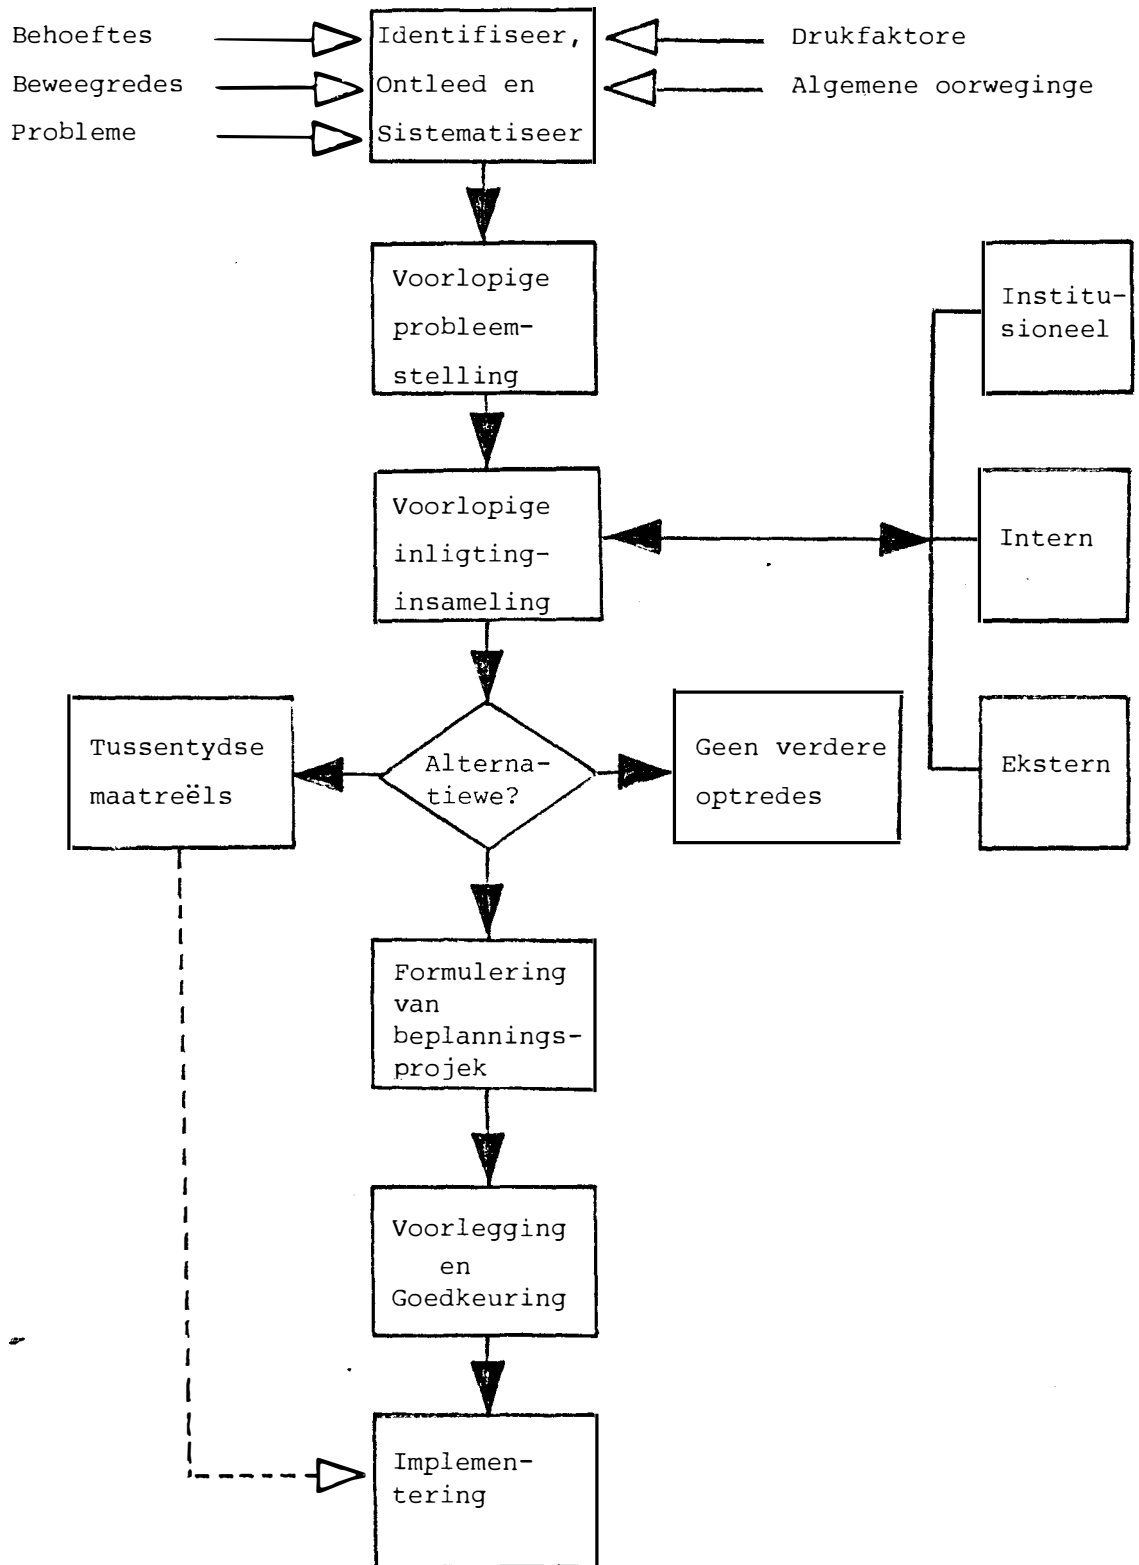 Behoeftes
Beweegredes
Probleme
Identifiseer,
Ontleed en
Sistematiseer
Drukfaktore
Algemene oorweginge
Voorlopige
probleem-
stelling
Institu-
sioneel
Voorlopige
inligting-
insameling
Intern
Tussentydse
maatreëls
Alterna-
tiewe?
Geen verdere
optredes
Ekstern
Formulering
van
beplannings-
projek
Voorlegging
en
Goedkeuring
Implemen-
tering